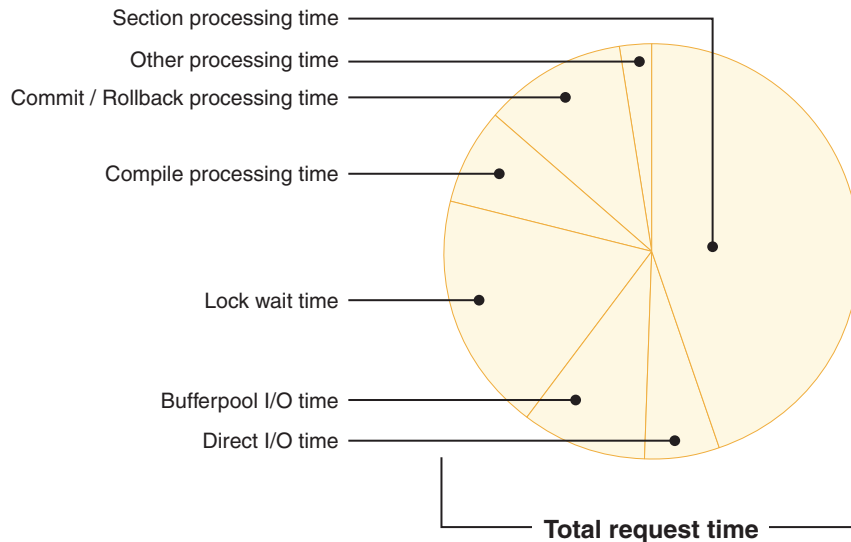 Section processing time
Other processing time
Commit / Rollback processing time
Compile processing time
Lock wait time
Bufferpool I/O time
Direct I/O time
Total request time